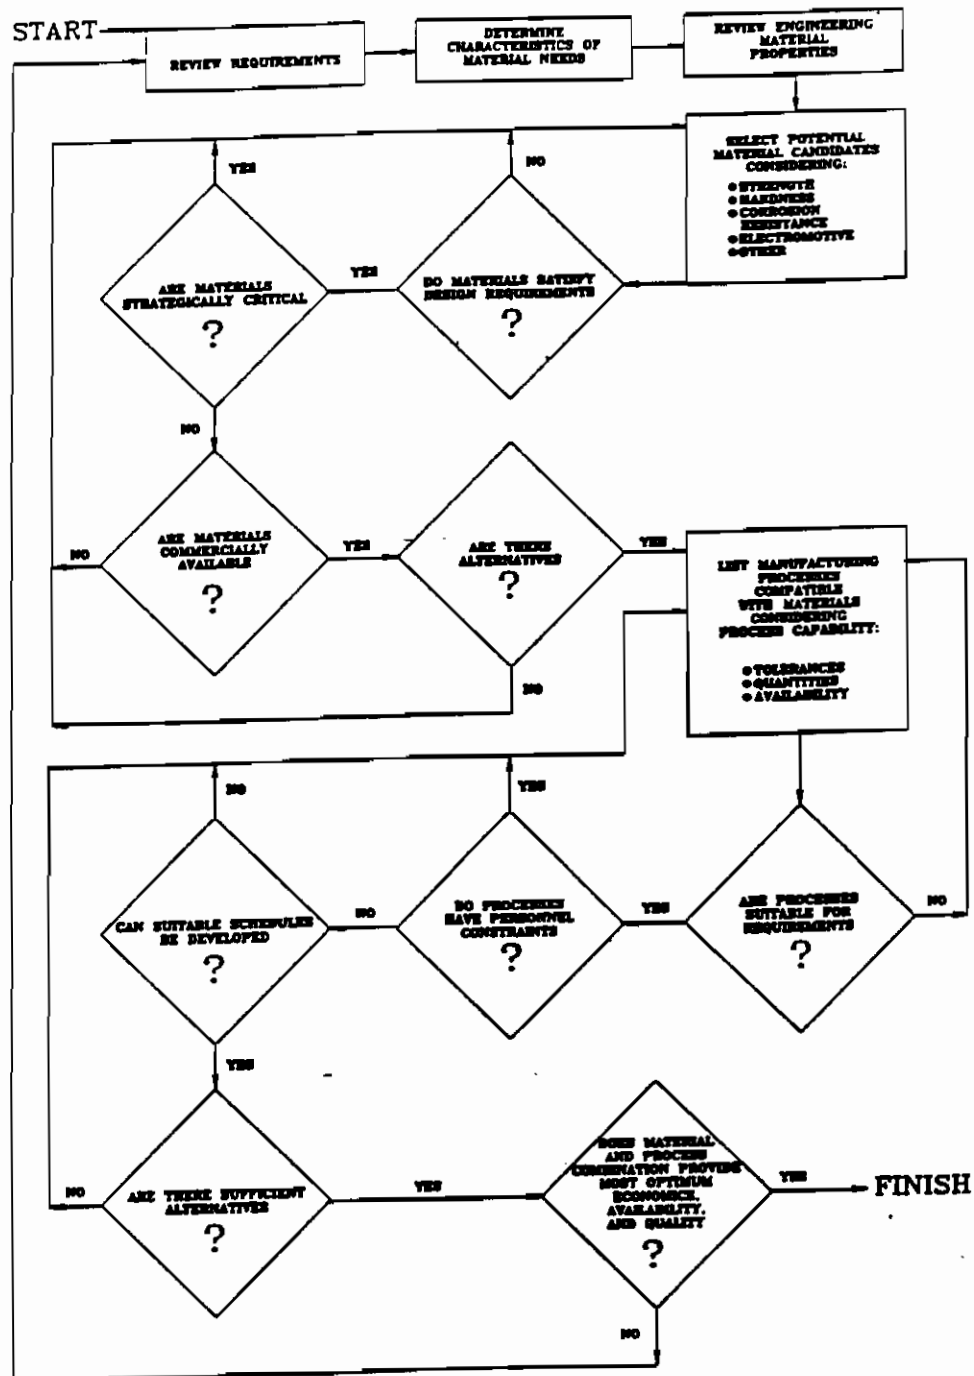 START
REVIEW REQUIREMENTS
DETERMINE
CHARACTERISTICS OF
MATERIAL NEEDS
REVIEW ENGINEERING
MATERIAL
PROPERTIES
SELECT POTENTIAL
MATERIAL CANDIDATES
CONSIDERING:
●STRENGTH
●HARDNESS
●CORROSION
RESISTANCE
●ELECTROMOTIVE
●OTHER
YES
NO
ARE MATERIALS
STRATEGICALLY CRITICAL
?
YES
DO MATERIALS SATISFY
DESIGN REQUIREMENTS
?
NO
ARE MATERIALS
COMMERCIALLY
AVAILABLE
?
NO
YES
ARE THERE
ALTERNATIVES
?
YES
NO
LIST MANUFACTURING
PROCESSES
COMPATIBLE
WITH MATERIALS
CONSIDERING
PROCESS CAPABILITY:
●TOLERANCES
●QUANTITIES
●AVAILABILITY
NO
YES
CAN SUITABLE SCHEDULES
BE DEVELOPED
?
NO
DO PROCESSES
HAVE PERSONNEL
CONSTRAINTS
?
YES
ARE PROCESSES
SUITABLE FOR
REQUIREMENTS
?
NO
YES
NO
ARE THERE SUFFICIENT
ALTERNATIVES
?
YES
DOES MATERIAL
AND PROCESS
COMBINATION PROVIDE
MOST OPTIMUM
ECONOMICS,
AVAILABILITY,
AND QUALITY
?
YES
FINISH
NO